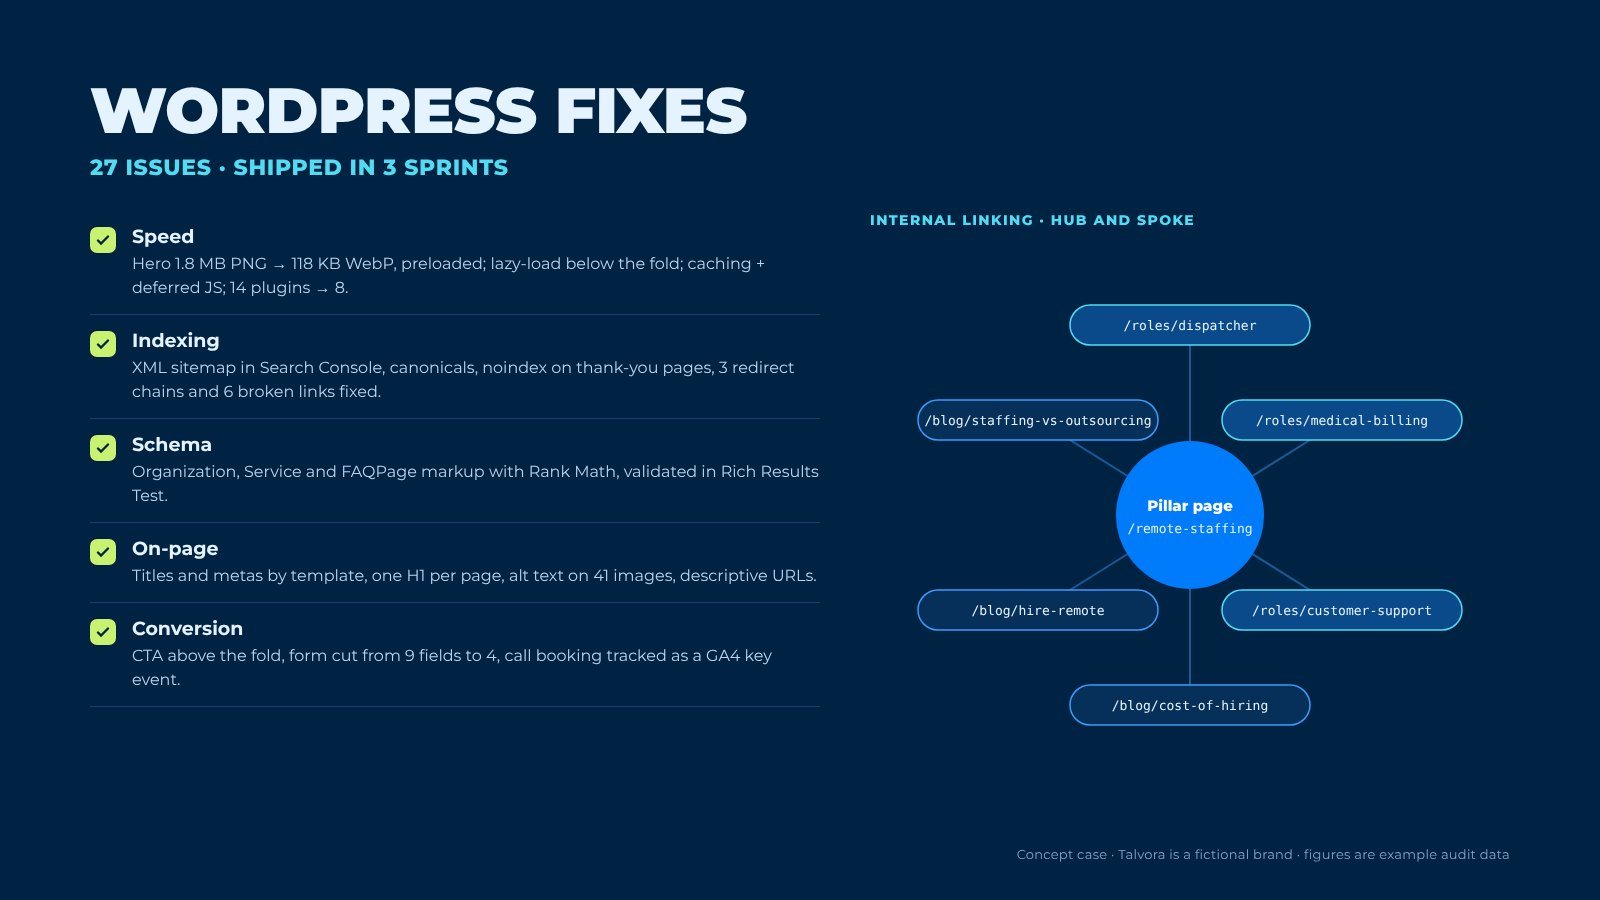 WORDPRESS FIXES
27 ISSUES · SHIPPED IN 3 SPRINTS
Speed
Hero 1.8 MB PNG → 118 KB WebP, preloaded; lazy-load below the fold; caching +
deferred JS; 14 plugins → 8.
Indexing
XML sitemap in Search Console, canonicals, noindex on thank-you pages, 3 redirect
chains and 6 broken links fixed.
Schema
Organization, Service and FAQPage markup with Rank Math, validated in Rich Results
Test.
On-page
Titles and metas by template, one H1 per page, alt text on 41 images, descriptive URLs.
Conversion
CTA above the fold, form cut from 9 fields to 4, call booking tracked as a GA4 key
event.
INTERNAL LINKING · HUB AND SPOKE
/roles/dispatcher
/blog/staffing-vs-outsourcing
/roles/medical-billing
Pillar page
/remote-staffing
/blog/hire-remote
/roles/customer-support
/blog/cost-of-hiring
Concept case · Talvora is a fictional brand · figures are example audit data